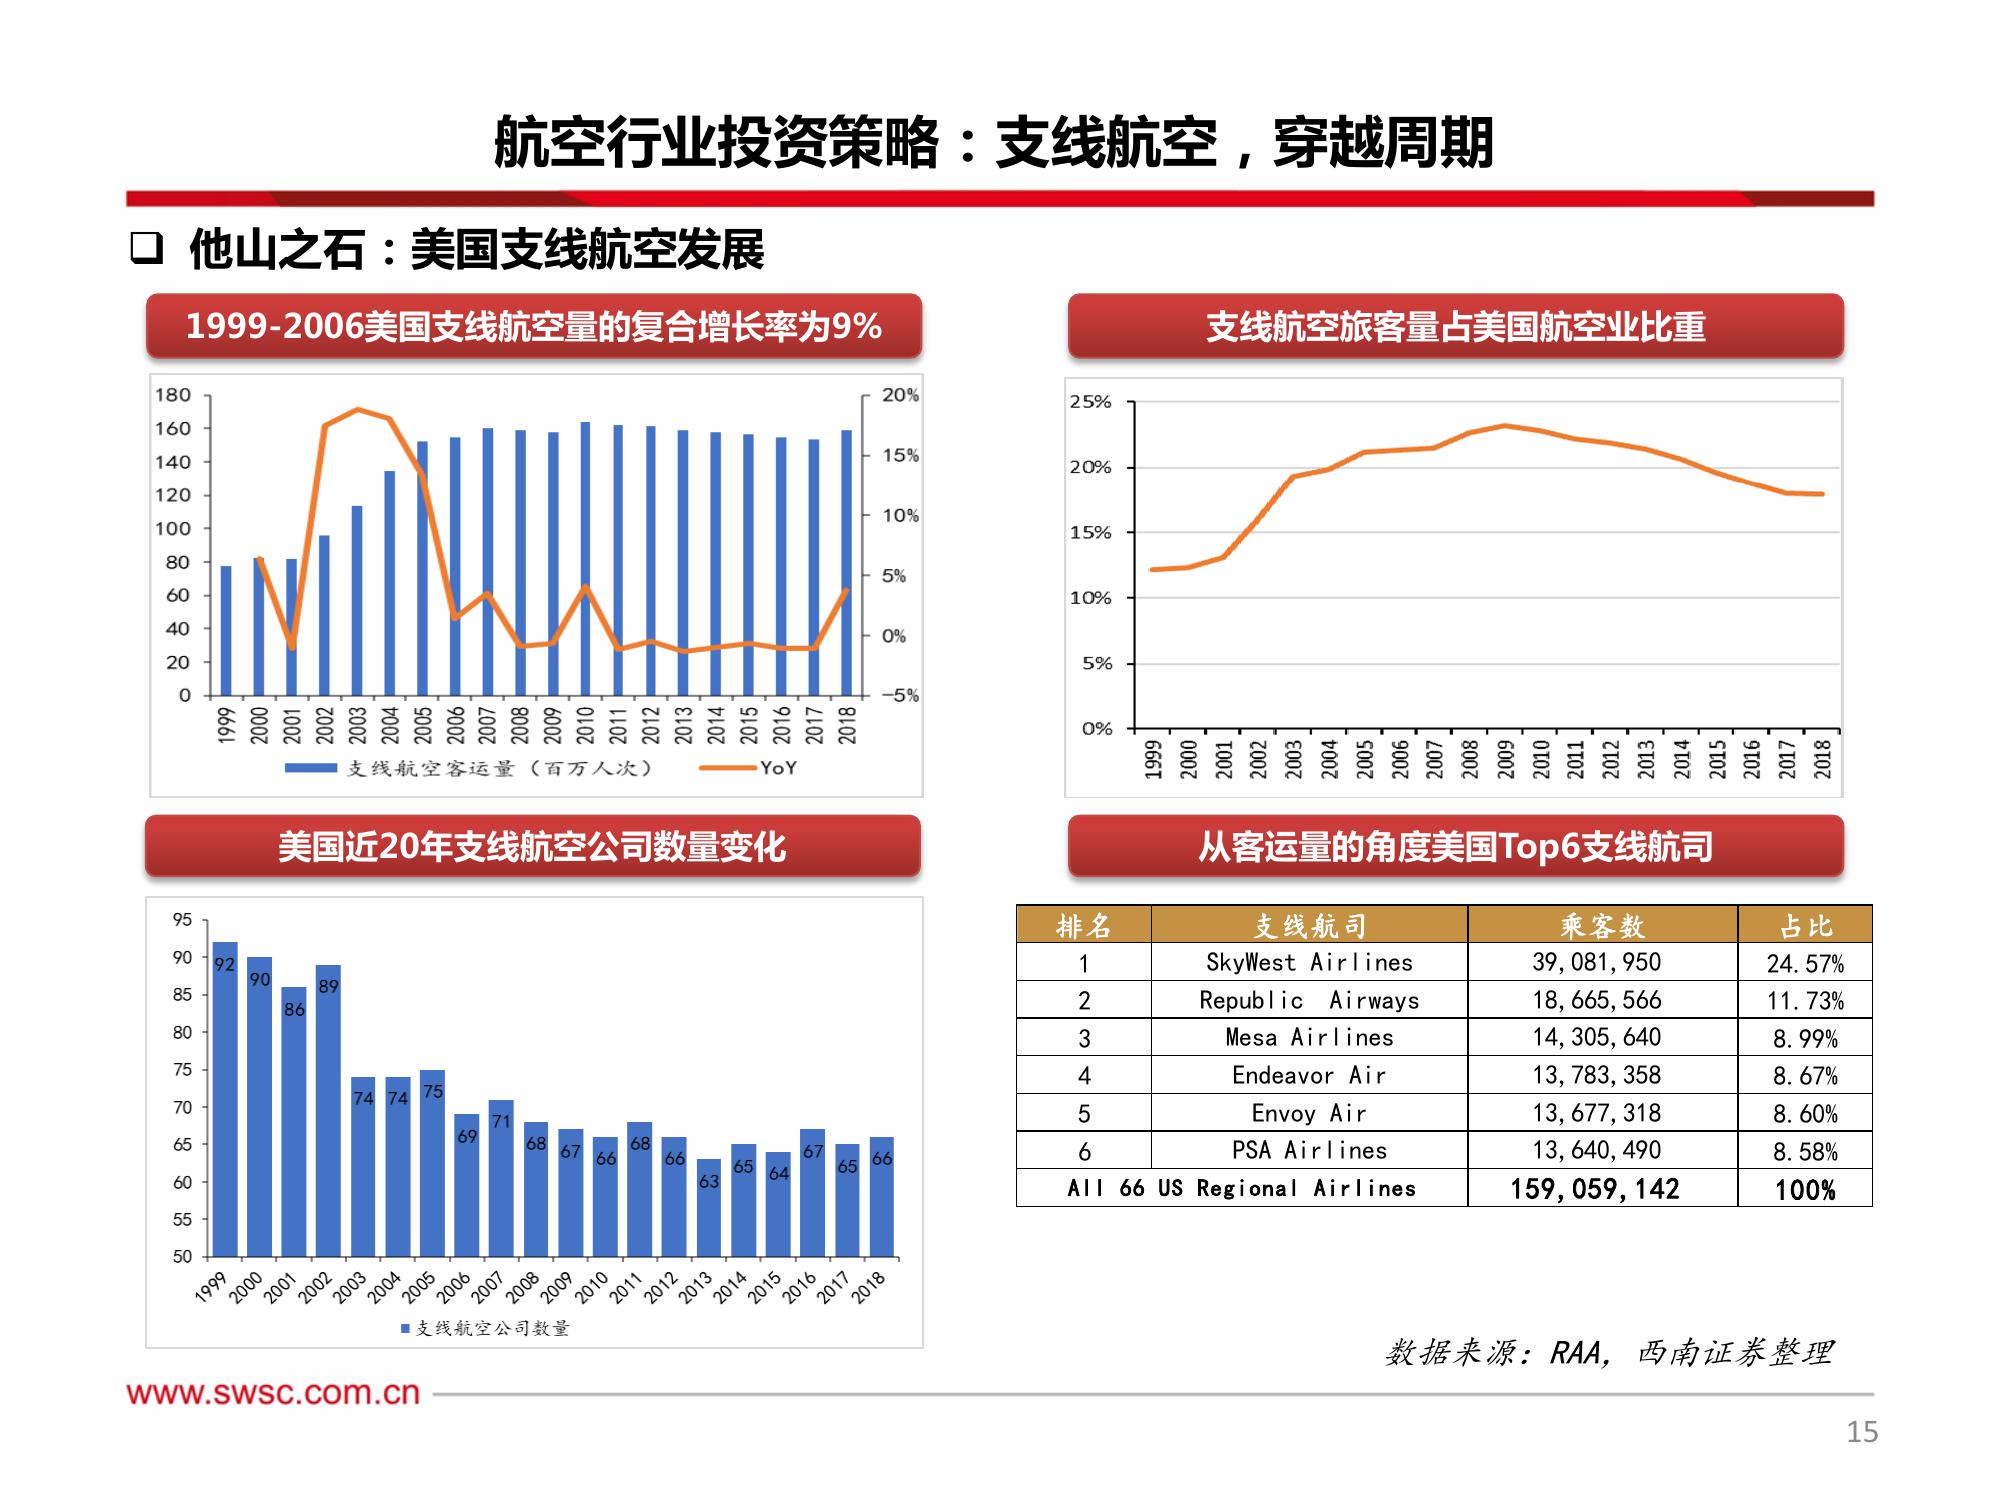 航空行业投资策略：支线航空，穿越周期
❑ 他山之石：美国支线航空发展
1999-2006美国支线航空量的复合增长率为9%
180
160
140
120
100
80
60
40
20
0
20%
15%
10%
5%
0%
-5%
1999 2000 2001 2002 2003 2004 2005 2006 2007 2008 2009 2010 2011 2012 2013 2014 2015 2016 2017 2018
支线航空客运量（百万人次） YoY
支线航空旅客量占美国航空业比重
25%
20%
15%
10%
5%
0%
1999 2000 2001 2002 2003 2004 2005 2006 2007 2008 2009 2010 2011 2012 2013 2014 2015 2016 2017 2018
美国近20年支线航空公司数量变化
95
90
85
80
75
70
65
60
55
50
92 90 86 89 74 74 75 69 71 68 67 66 68 66 63 65 64 67 65 66
1999 2000 2001 2002 2003 2004 2005 2006 2007 2008 2009 2010 2011 2012 2013 2014 2015 2016 2017 2018
支线航空公司数量
从客运量的角度美国Top6支线航司
排名 支线航司 乘客数 占比
1 SkyWest Airlines 39,081,950 24.57%
2 Republic Airways 18,665,566 11.73%
3 Mesa Airlines 14,305,640 8.99%
4 Endeavor Air 13,783,358 8.67%
5 Envoy Air 13,677,318 8.60%
6 PSA Airlines 13,640,490 8.58%
All 66 US Regional Airlines 159,059,142 100%
数据来源：RAA，西南证券整理
www.swsc.com.cn
15